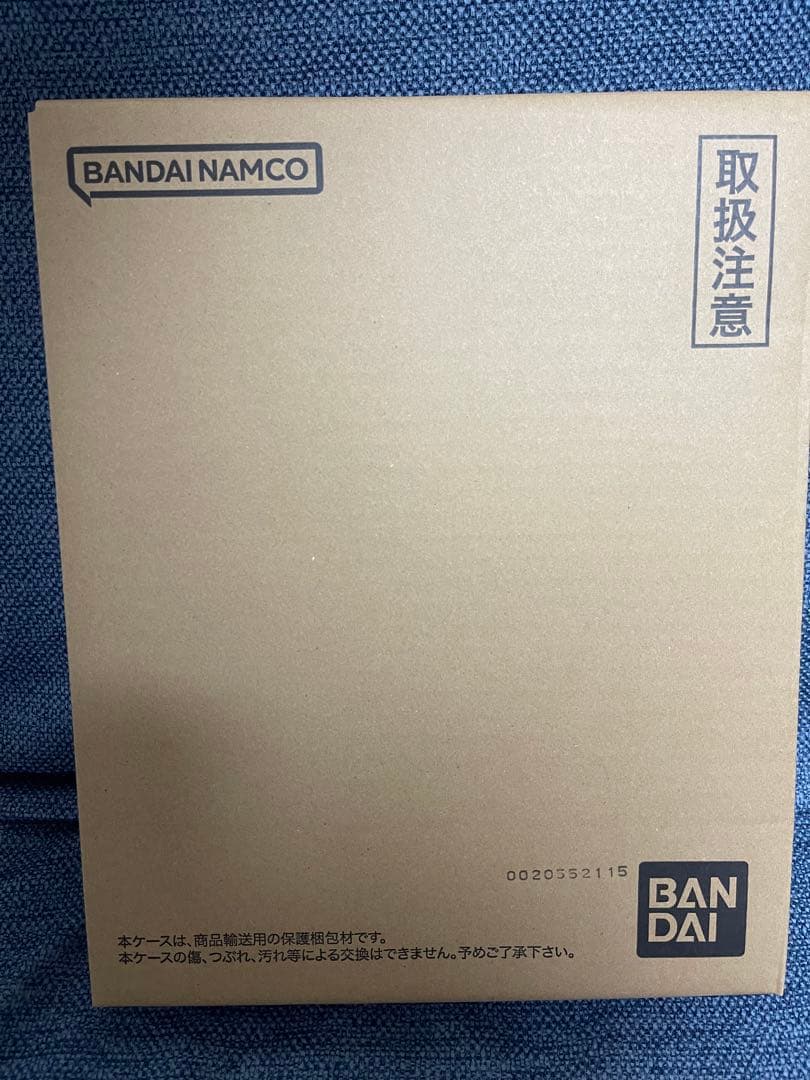 BANDAI NAMCO
取扱注意
0020552115
BAN
DAI
本ケースは、商品輸送用の保護梱包材です。
本ケースの傷、つぶれ、汚れ等による交換はできません。予めご了承下さい。